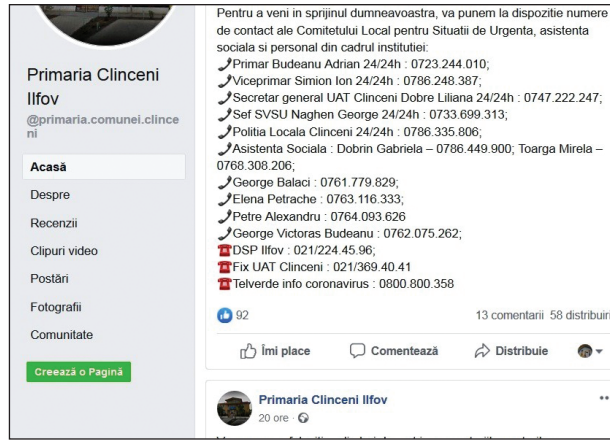 Primaria Clinceni
Ilfov
@primaria.comunei.clince
ni
Acasă
Despre
Recenzii
Clipuri video
Postări
Fotografii
Comunitate
Creează o Pagină
Pentru a veni in sprijinul dumneavoastra, va punem la dispozitie numere
de contact ale Comitetului Local pentru Situatii de Urgenta, asistenta
sociala si personal din cadrul institutiei:
Primar Budeanu Adrian 24/24h : 0723.244.010;
Viceprimar Simion Ion 24/24h : 0786.248.387;
Secretar general UAT Clinceni Dobre Liliana 24/24h : 0747.222.247;
Sef SVSU Naghen George 24/24h : 0733.699.313;
Politia Locala Clinceni 24/24h : 0786.335.806;
Asistenta Sociala : Dobrin Gabriela – 0786.449.900; Toarga Mirela –
0768.308.206;
George Balaci : 0761.779.829;
Elena Petrache : 0763.116.333;
Petre Alexandru : 0764.093.626
George Victoras Budeanu : 0762.075.262;
DSP Ilfov : 021/224.45.96;
Fix UAT Clinceni : 021/369.40.41
Telverde info coronavirus : 0800.800.358
92 13 comentarii 58 distribuiri
Îmi place Comentează Distribuie
Primaria Clinceni Ilfov
20 ore ·